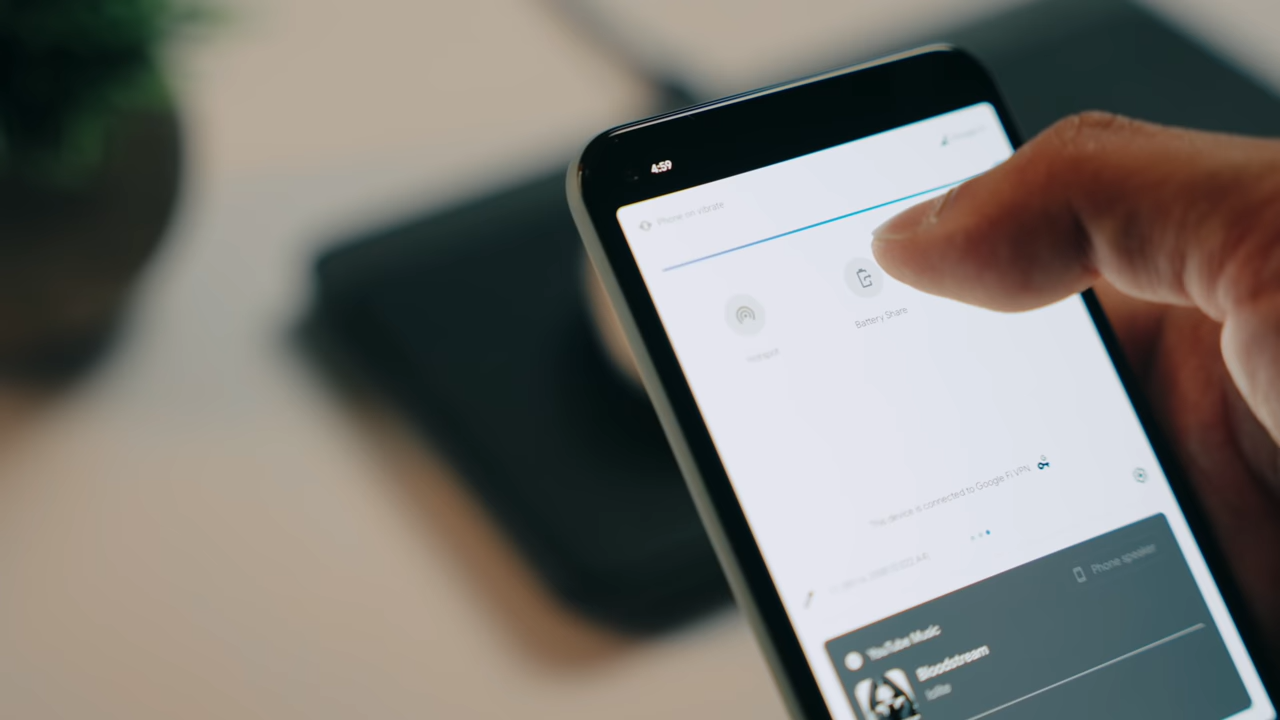 4:59
Phone on vibrate
Battery Share
Hotspot
This device is connected to Google Fi VPN
Phone speaker
YouTube Music
Bloodstream